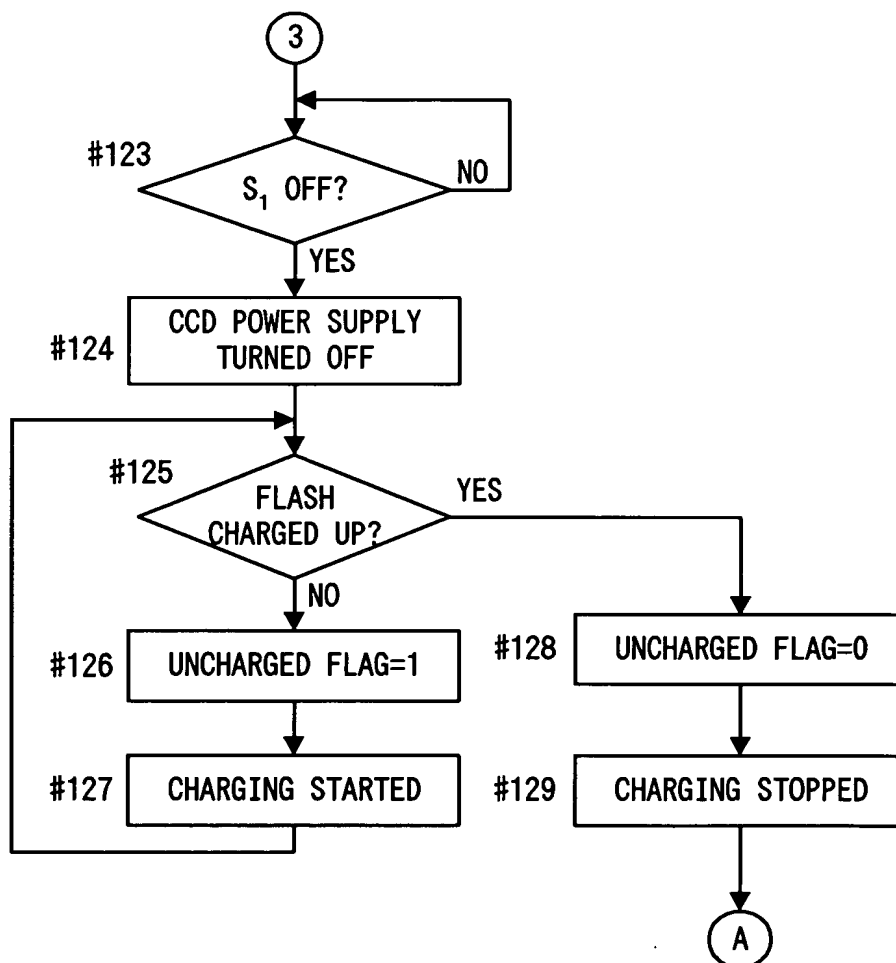 3
#123
S₁ OFF?
NO
YES
CCD POWER SUPPLY
TURNED OFF
#124
#125
FLASH
CHARGED UP?
YES
NO
#126
UNCHARGED FLAG=1
#128
UNCHARGED FLAG=0
#127
CHARGING STARTED
#129
CHARGING STOPPED
A